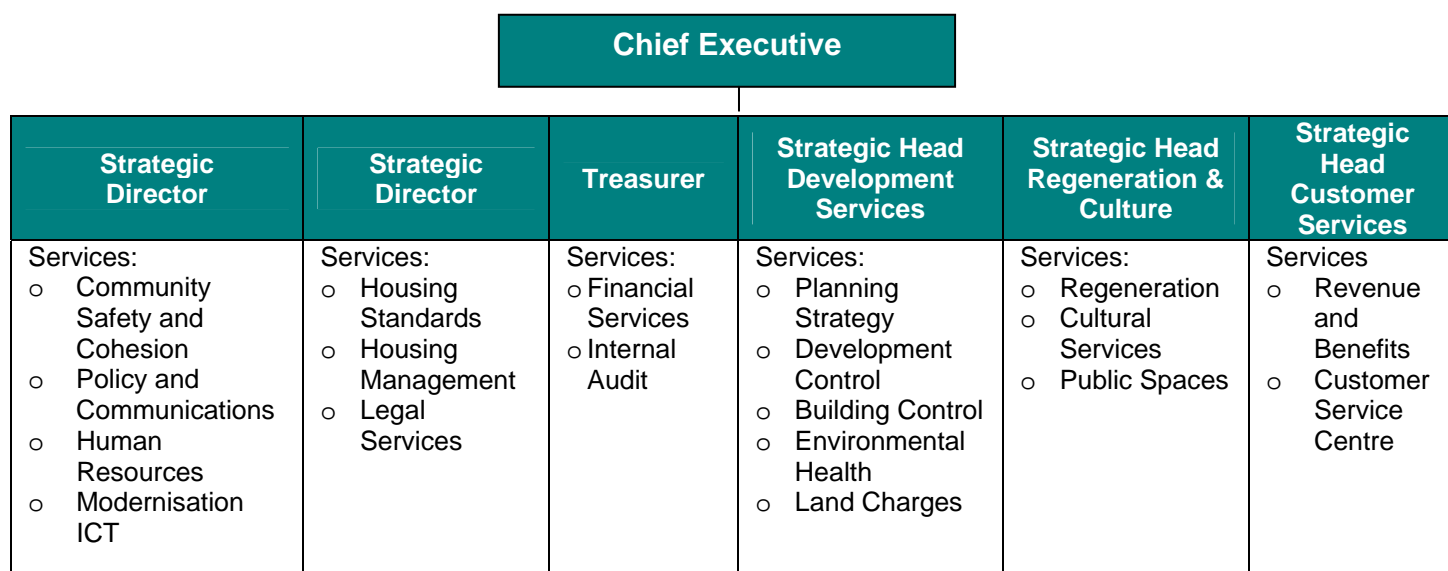 Chief Executive
Strategic
Director
Strategic
Director
Treasurer
Strategic Head
Development
Services
Strategic Head
Regeneration &
Culture
Strategic
Head
Customer
Services
Services:
o Community
Safety and
Cohesion
o Policy and
Communications
o Human
Resources
o Modernisation
ICT
Services:
o Housing
Standards
o Housing
Management
o Legal
Services
Services:
o Financial
Services
o Internal
Audit
Services:
o Planning
Strategy
o Development
Control
o Building Control
o Environmental
Health
o Land Charges
Services:
o Regeneration
o Cultural
Services
o Public Spaces
Services
o Revenue
and
Benefits
o Customer
Service
Centre